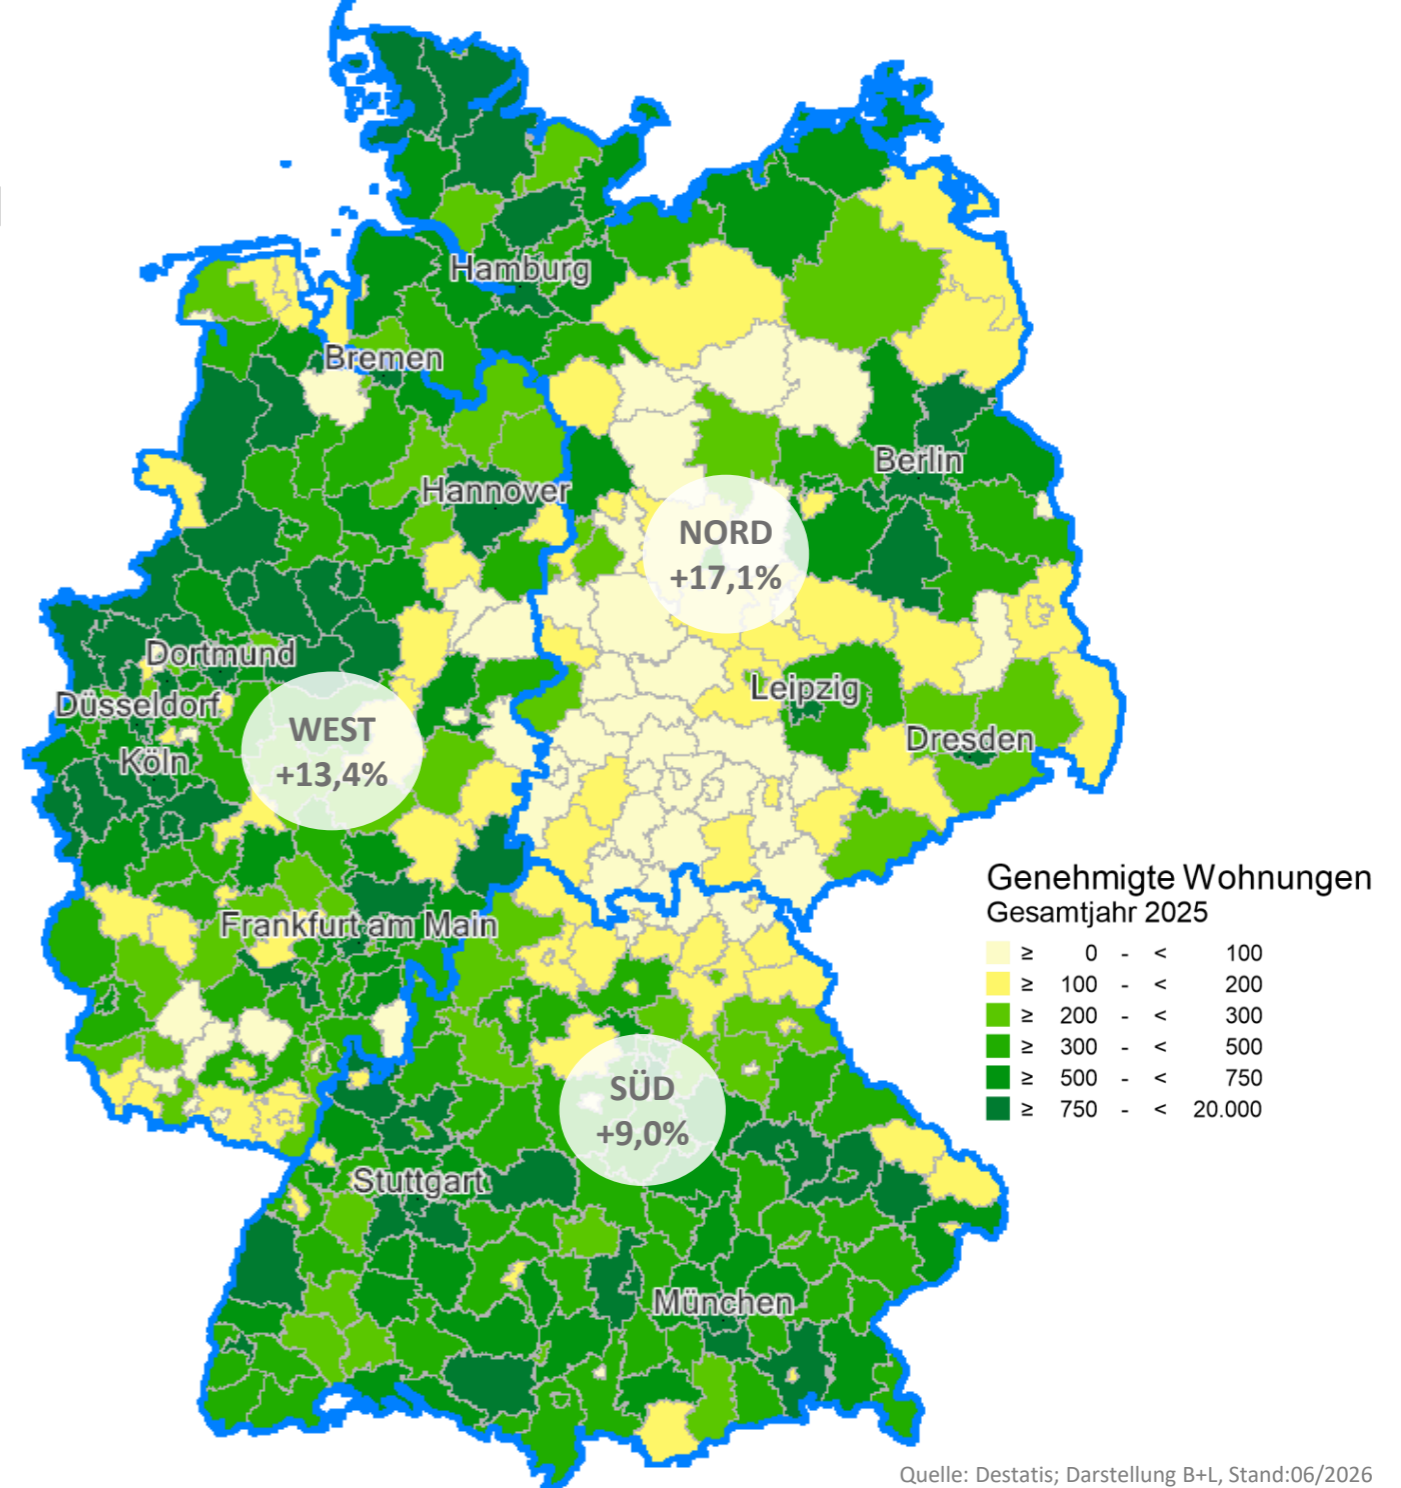 Hamburg
Bremen
Berlin
Hannover
NORD
+17,1%
Dortmund
Leipzig
Düsseldorf
WEST
+13,4%
Dresden
Köln
Frankfurt am Main
SÜD
+9,0%
Stuttgart
München
Genehmigte Wohnungen
Gesamtjahr 2025
≥ 0 - < 100
≥ 100 - < 200
≥ 200 - < 300
≥ 300 - < 500
≥ 500 - < 750
≥ 750 - < 20.000
Quelle: Destatis; Darstellung B+L, Stand:06/2026